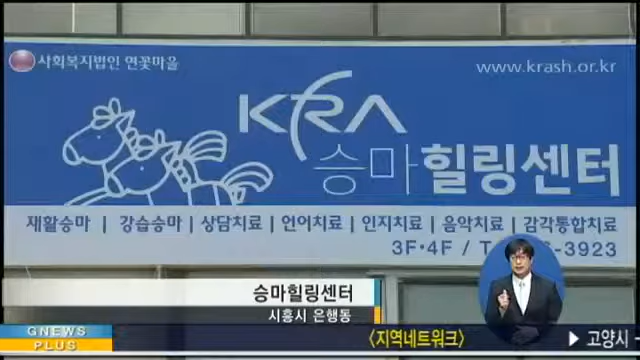 사회복지법인 연꽃마을
www.krash.or.kr
KRA
승마힐링센터
재활승마 | 강습승마 | 상담치료 | 언어치료 | 인지치료 | 음악치료 | 감각통합치료
3F·4F / T
-3923
승마힐링센터
시흥시 은행동
GNEWS
PLUS
〈지역네트워크〉
▶ 고양시 -